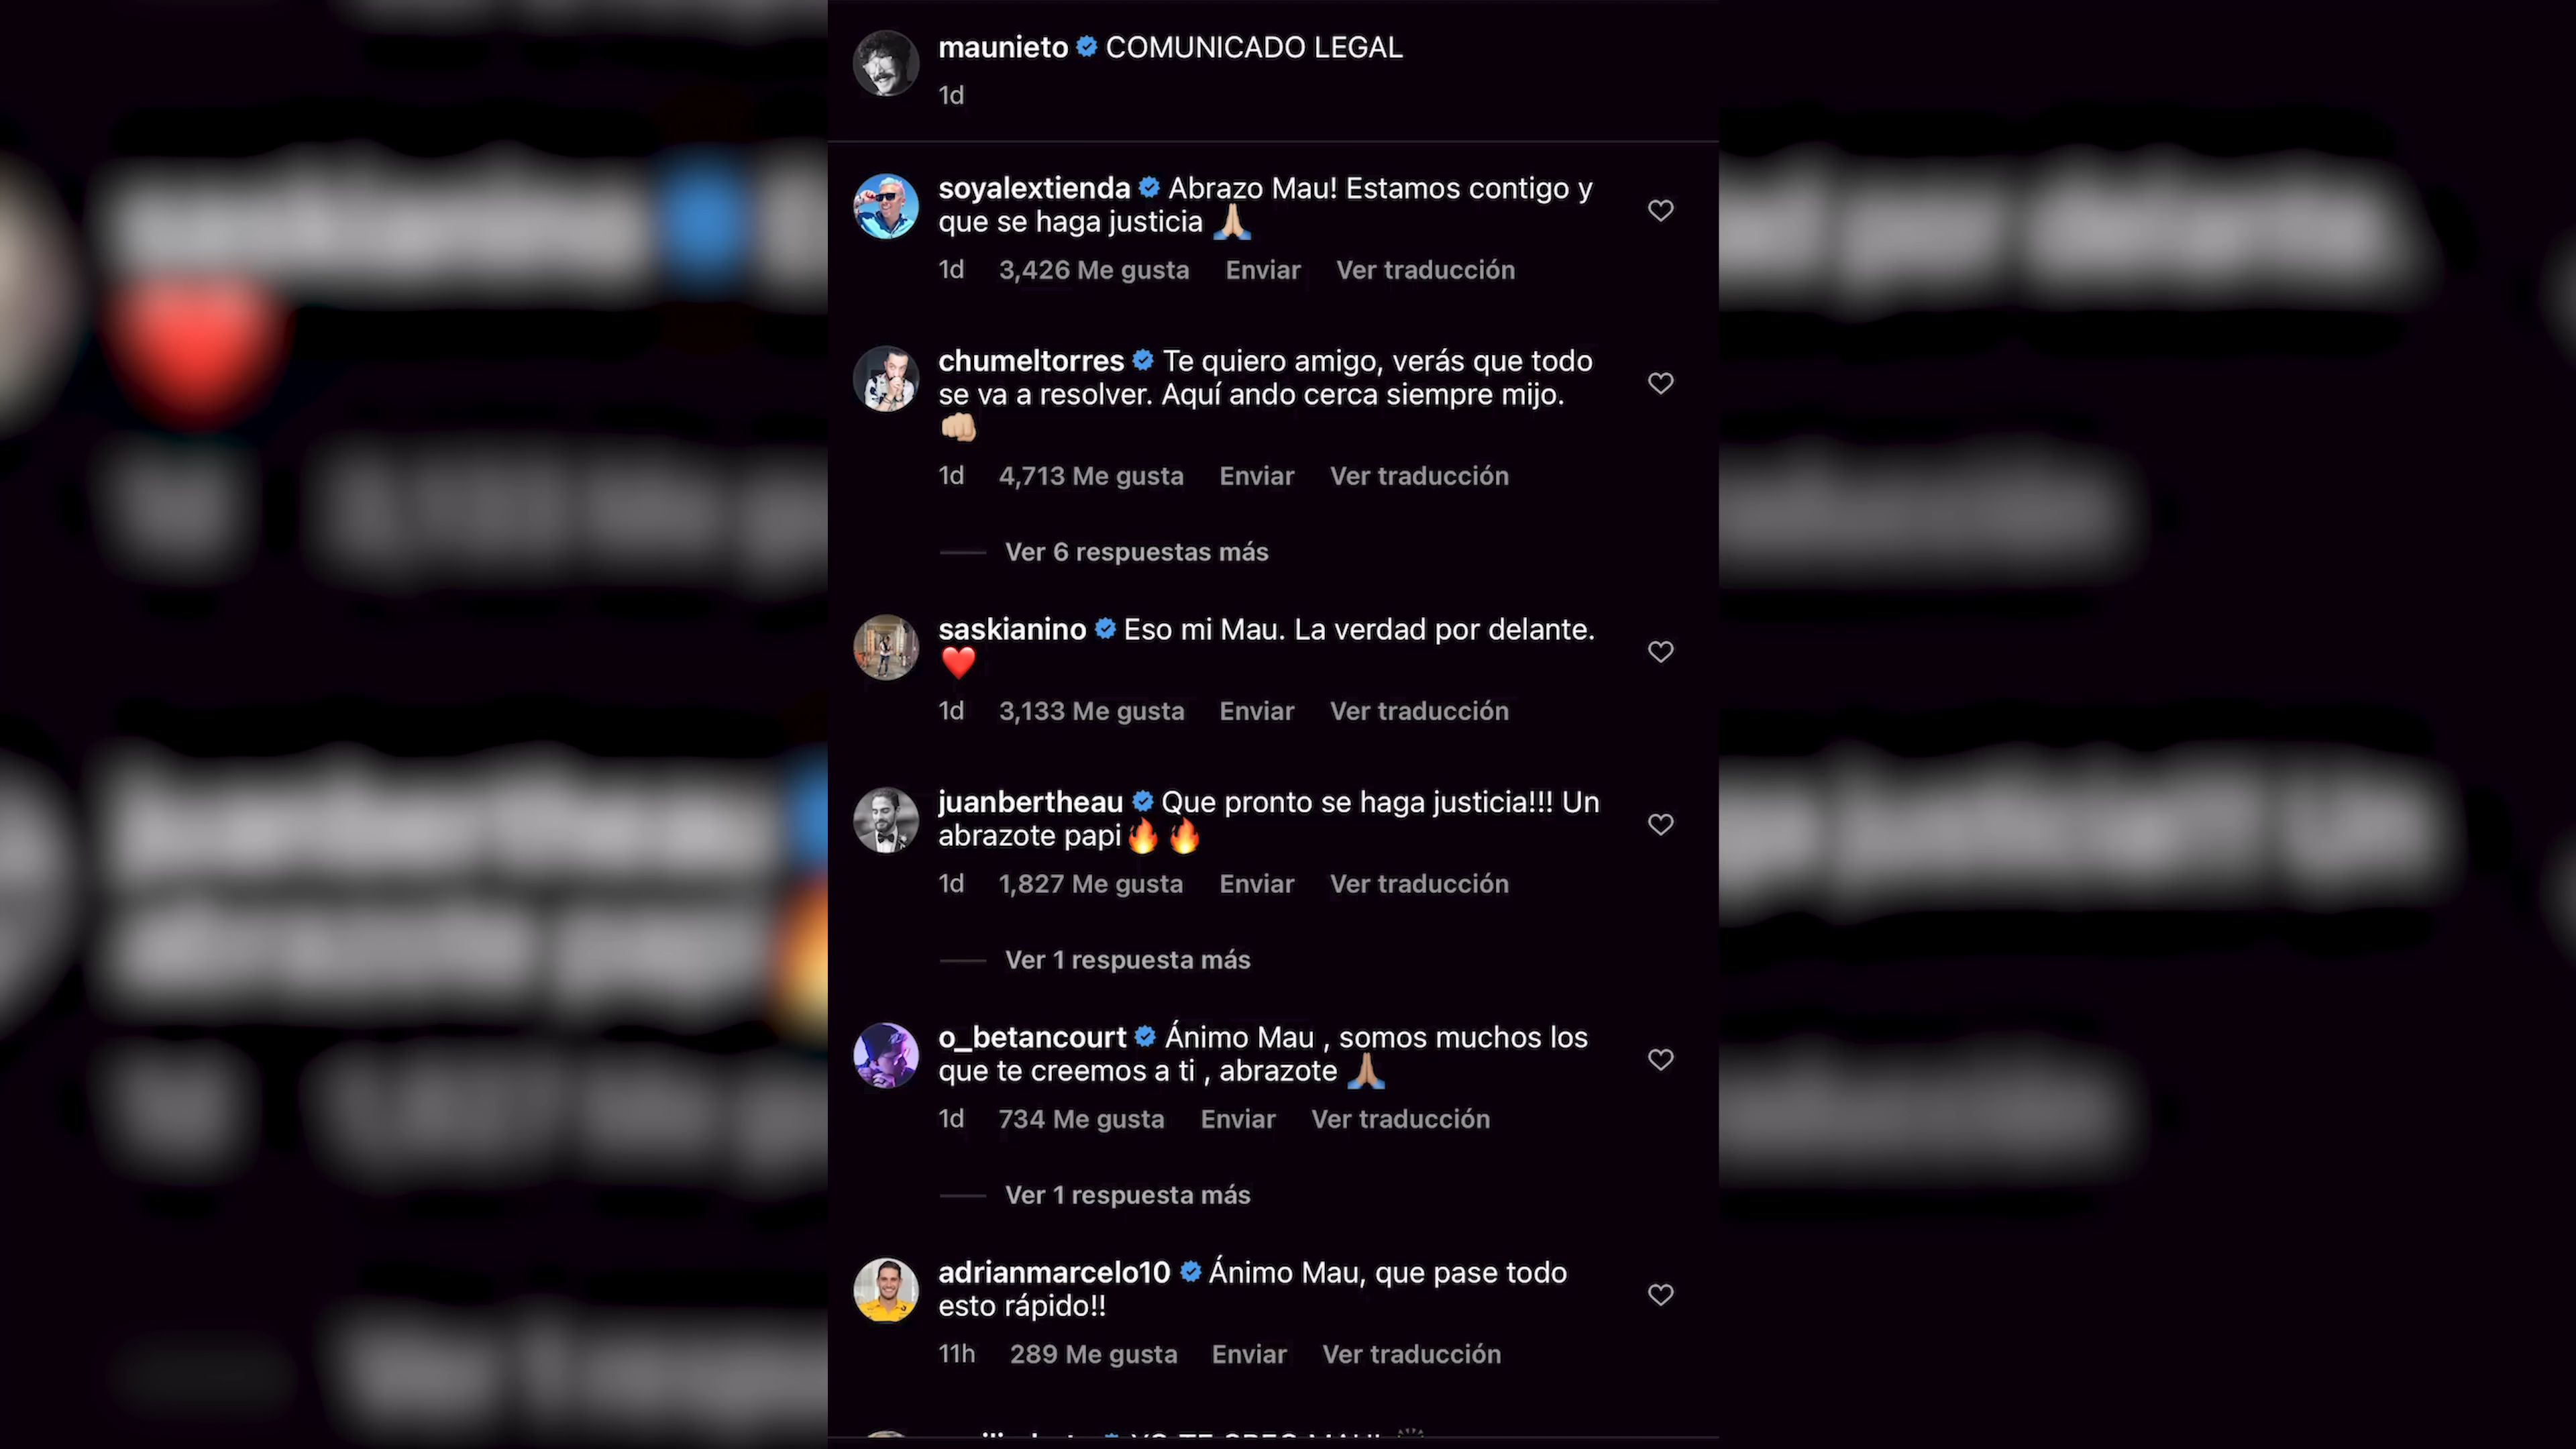 maunieto COMUNICADO LEGAL
1d
soyalextienda Abrazo Mau! Estamos contigo y
que se haga justicia 🙏🏼
1d 3,426 Me gusta Enviar Ver traducción
chumeltorres Te quiero amigo, verás que todo
se va a resolver. Aquí ando cerca siempre mijo.
👊🏼
1d 4,713 Me gusta Enviar Ver traducción
Ver 6 respuestas más
saskianino Eso mi Mau. La verdad por delante.
❤️
1d 3,133 Me gusta Enviar Ver traducción
juanbertheau Que pronto se haga justicia!!! Un
abrazote papi🔥🔥
1d 1,827 Me gusta Enviar Ver traducción
Ver 1 respuesta más
o_betancourt Ánimo Mau , somos muchos los
que te creemos a ti , abrazote 🙏🏽
1d 734 Me gusta Enviar Ver traducción
Ver 1 respuesta más
adrianmarcelo10 Ánimo Mau, que pase todo
esto rápido!!
11h 289 Me gusta Enviar Ver traducción
YO TE CREO MAU!